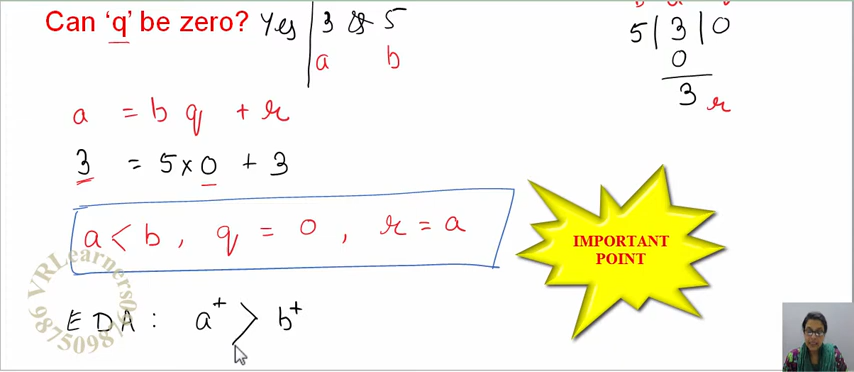 Can 'q' be zero? Yes 3 & 5
a b
5 | 3 | 0
0
3 r
a = b q + r
3 = 5 × 0 + 3
a < b , q = 0 , r = a
IMPORTANT
POINT
VRLearners
EDA : a⁺ > b⁺